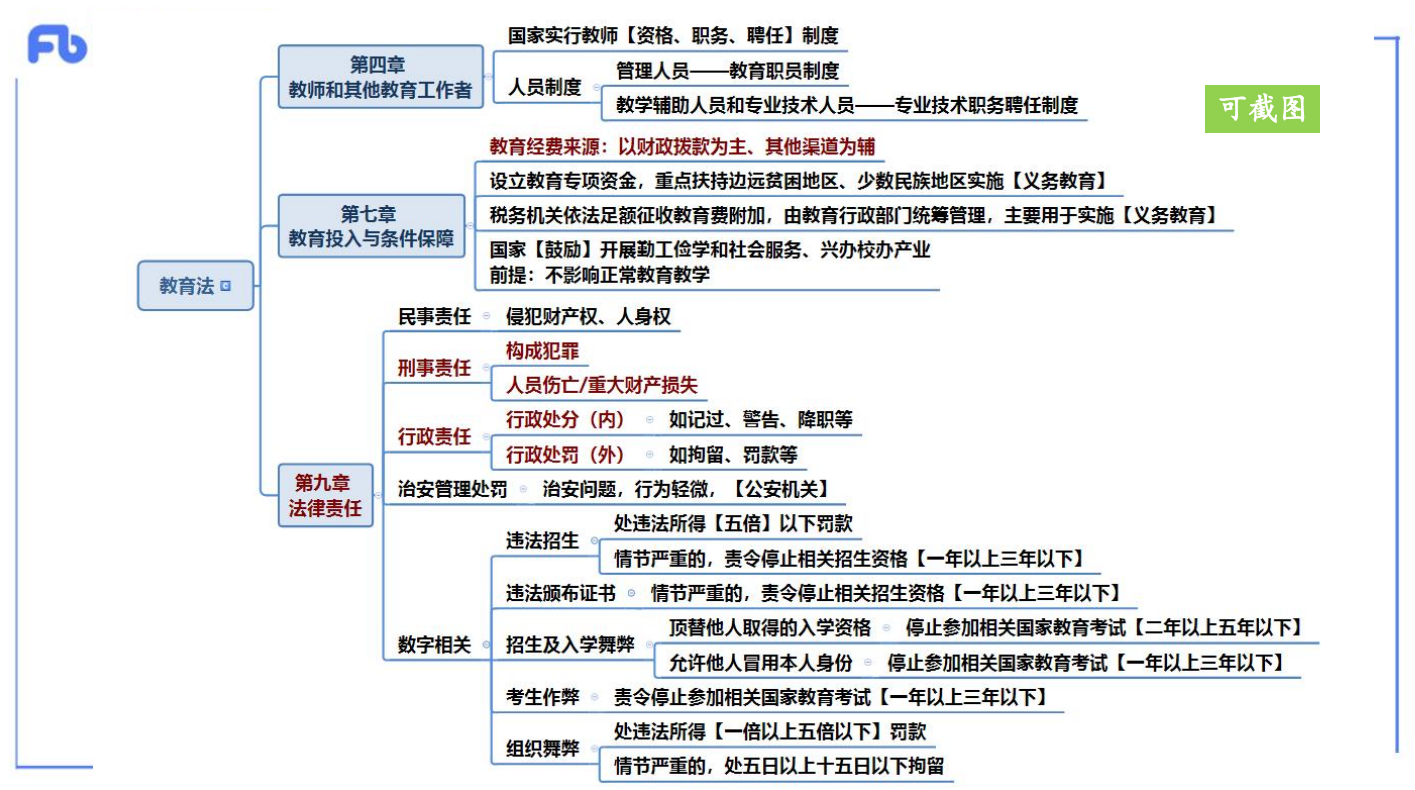 Fb
可截图
教育法
第四章
教师和其他教育工作者
国家实行教师【资格、职务、聘任】制度
人员制度
管理人员——教育职员制度
教学辅助人员和专业技术人员——专业技术职务聘任制度
第七章
教育投入与条件保障
教育经费来源：以财政拨款为主、其他渠道为辅
设立教育专项资金，重点扶持边远贫困地区、少数民族地区实施【义务教育】
税务机关依法足额征收教育费附加，由教育行政部门统筹管理，主要用于实施【义务教育】
国家【鼓励】开展勤工俭学和社会服务、兴办校办产业
前提：不影响正常教育教学
第九章
法律责任
民事责任
侵犯财产权、人身权
刑事责任
构成犯罪
人员伤亡/重大财产损失
行政责任
行政处分（内）
如记过、警告、降职等
行政处罚（外）
如拘留、罚款等
治安管理处罚
治安问题，行为轻微，【公安机关】
数字相关
违法招生
处违法所得【五倍】以下罚款
情节严重的，责令停止相关招生资格【一年以上三年以下】
违法颁布证书
情节严重的，责令停止相关招生资格【一年以上三年以下】
招生及入学舞弊
顶替他人取得的入学资格
停止参加相关国家教育考试【二年以上五年以下】
允许他人冒用本人身份
停止参加相关国家教育考试【一年以上三年以下】
考生作弊
责令停止参加相关国家教育考试【一年以上三年以下】
组织舞弊
处违法所得【一倍以上五倍以下】罚款
情节严重的，处五日以上十五日以下拘留